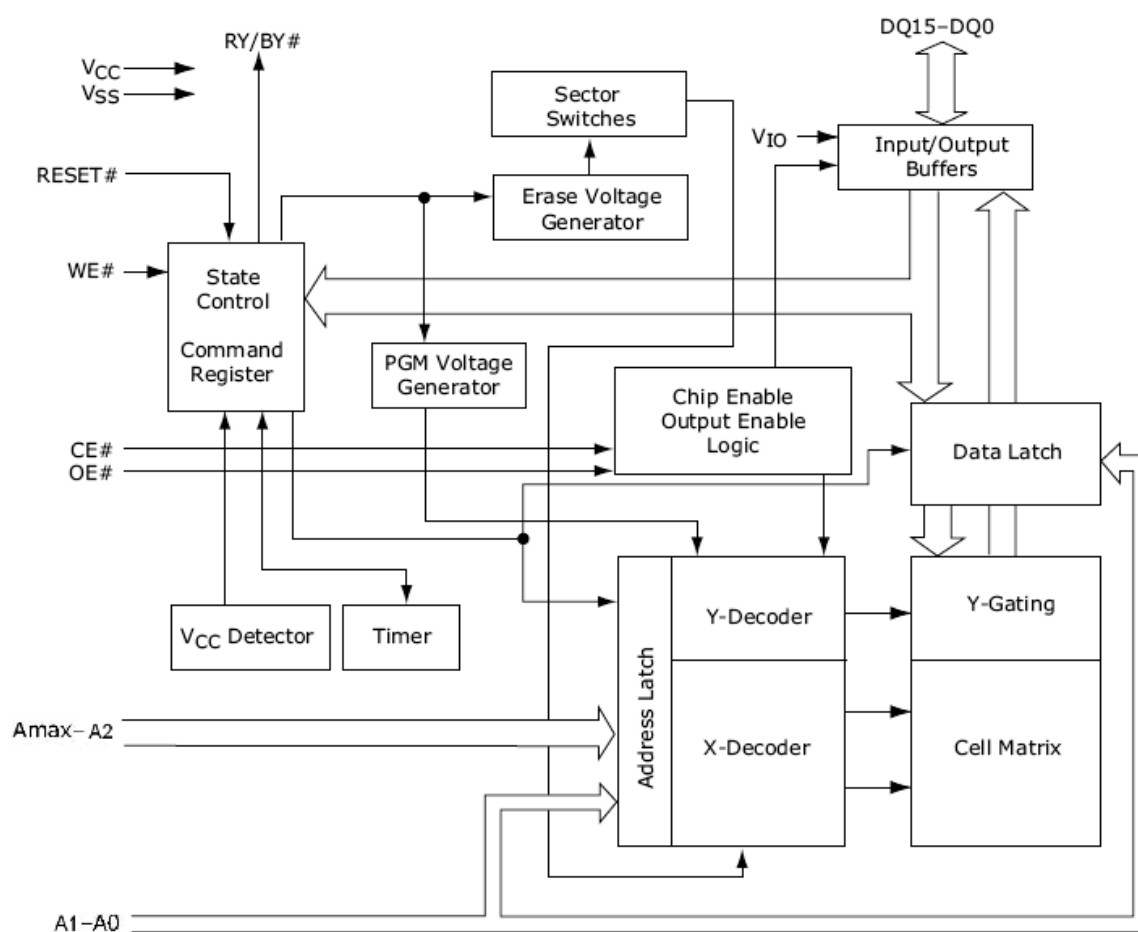 RY/BY#
DQ15–DQ0
VCC
VSS
Sector
Switches
VIO
Input/Output
Buffers
RESET#
Erase Voltage
Generator
WE#
State
Control
Command
Register
PGM Voltage
Generator
Chip Enable
Output Enable
Logic
CE#
OE#
Data Latch
VCC Detector
Timer
Address Latch
Y-Decoder
Y-Gating
Amax–A2
X-Decoder
Cell Matrix
A1–A0